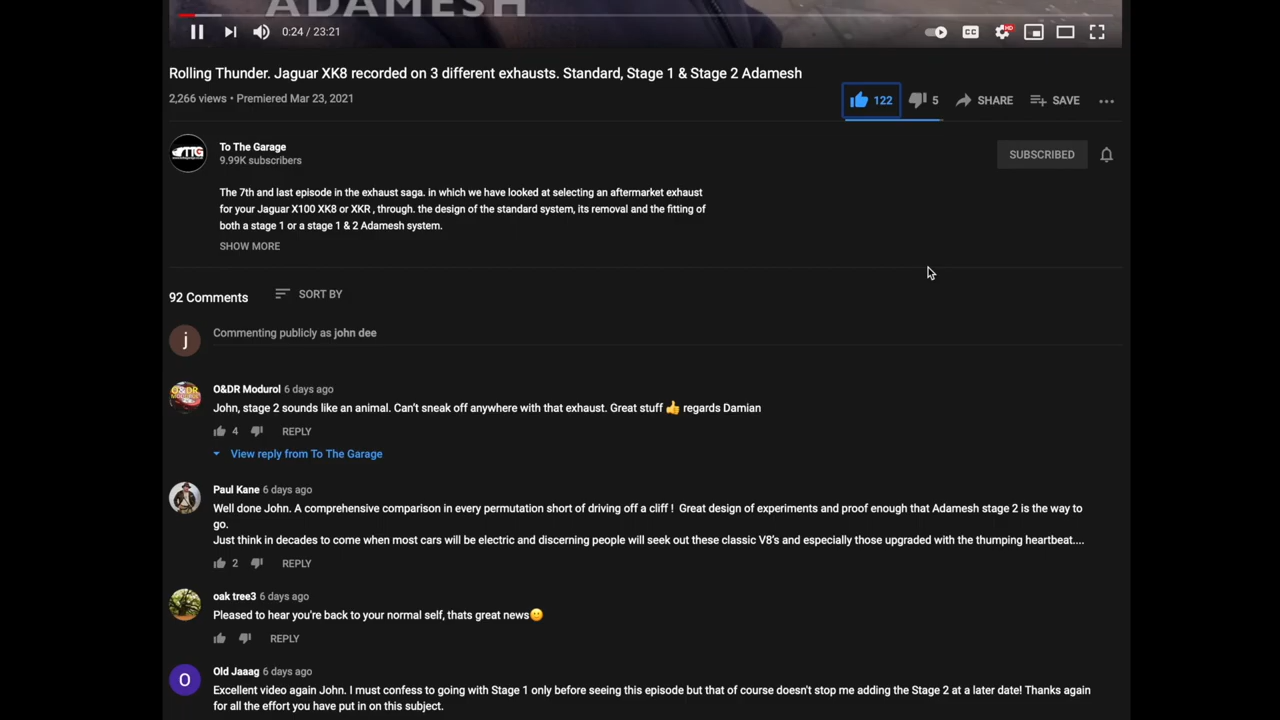 ADAMESH
0:24 / 23:21
CC
HD
Rolling Thunder. Jaguar XK8 recorded on 3 different exhausts. Standard, Stage 1 & Stage 2 Adamesh
2,266 views • Premiered Mar 23, 2021
122
5
SHARE
SAVE
TTG
To The Garage
9.99K subscribers
SUBSCRIBED
The 7th and last episode in the exhaust saga. in which we have looked at selecting an aftermarket exhaust
for your Jaguar X100 XK8 or XKR , through. the design of the standard system, its removal and the fitting of
both a stage 1 or a stage 1 & 2 Adamesh system.
SHOW MORE
92 Comments
SORT BY
j
Commenting publicly as john dee
O&DR Modurol 6 days ago
John, stage 2 sounds like an animal. Can't sneak off anywhere with that exhaust. Great stuff 👍 regards Damian
4
REPLY
View reply from To The Garage
Paul Kane 6 days ago
Well done John. A comprehensive comparison in every permutation short of driving off a cliff ! Great design of experiments and proof enough that Adamesh stage 2 is the way to
go.
Just think in decades to come when most cars will be electric and discerning people will seek out these classic V8's and especially those upgraded with the thumping heartbeat....
2
REPLY
oak tree3 6 days ago
Pleased to hear you're back to your normal self, thats great news🙂
REPLY
O
Old Jaaag 6 days ago
Excellent video again John. I must confess to going with Stage 1 only before seeing this episode but that of course doesn't stop me adding the Stage 2 at a later date! Thanks again
for all the effort you have put in on this subject.